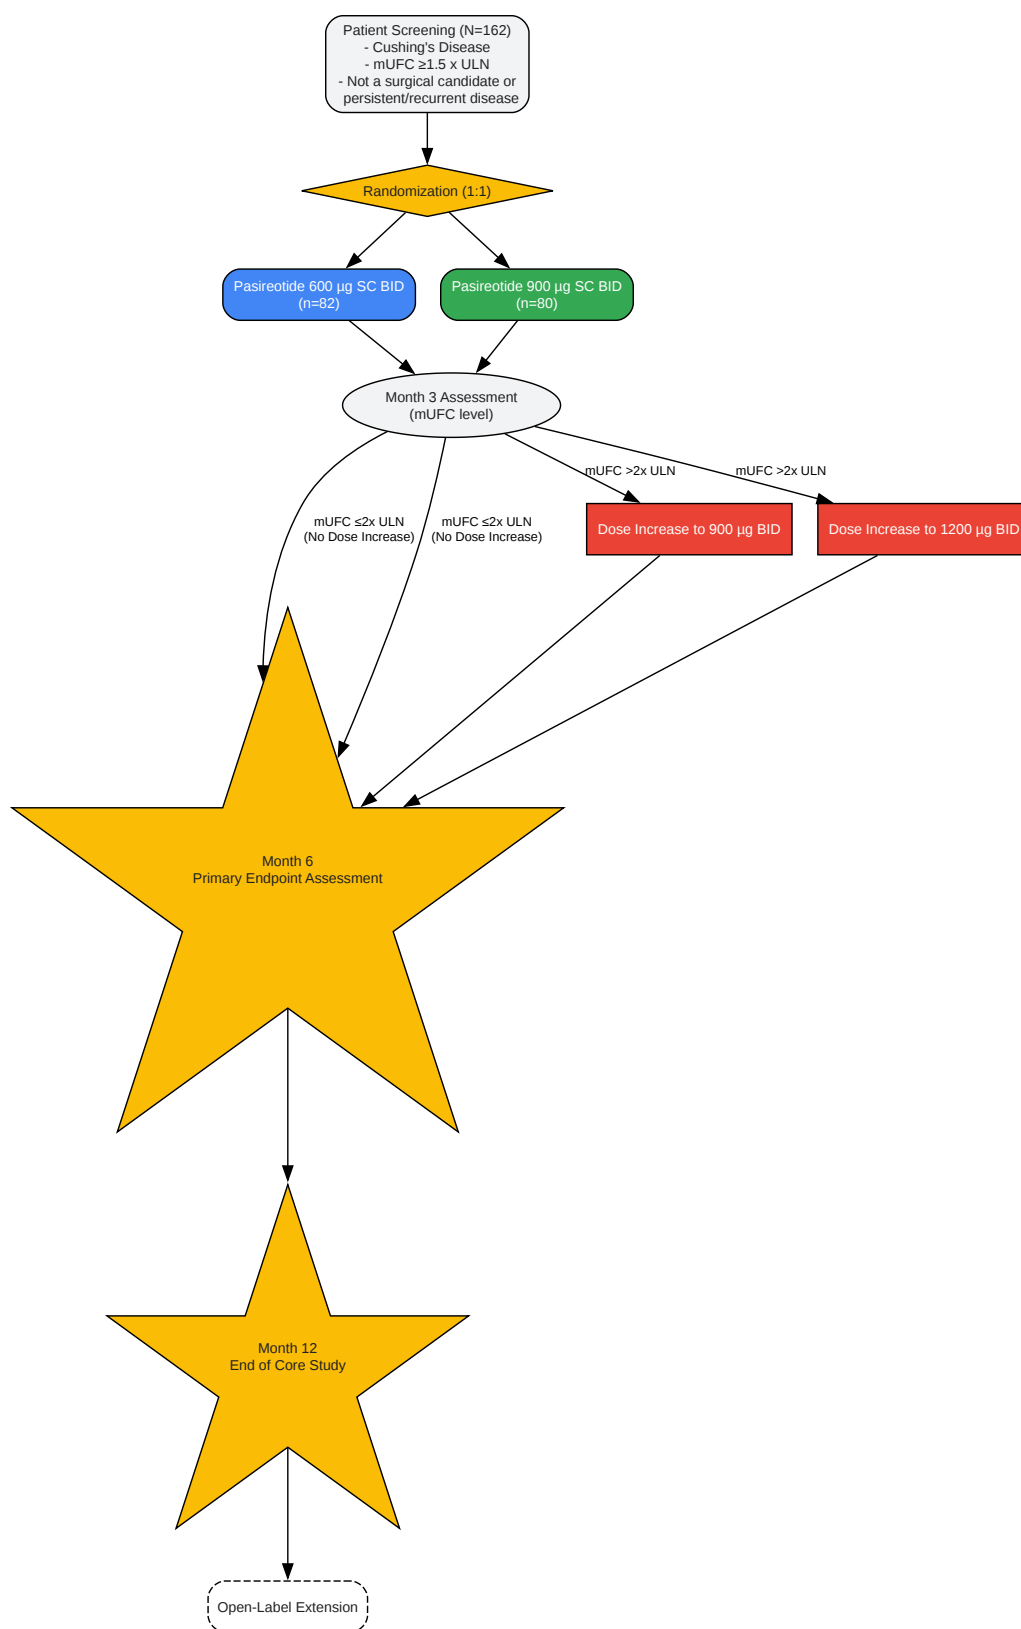 Patient Screening (N=162)
- Cushing's Disease
- mUFC ≥1.5 x ULN
- Not a surgical candidate or
persistent/recurrent disease
Randomization (1:1)
Pasireotide 600 µg SC BID
(n=82)
Pasireotide 900 µg SC BID
(n=80)
Month 3 Assessment
(mUFC level)
mUFC >2x ULN
mUFC >2x ULN
mUFC ≤2x ULN
(No Dose Increase)
mUFC ≤2x ULN
(No Dose Increase)
Dose Increase to 900 µg BID
Dose Increase to 1200 µg BID
Month 6
Primary Endpoint Assessment
Month 12
End of Core Study
Open-Label Extension